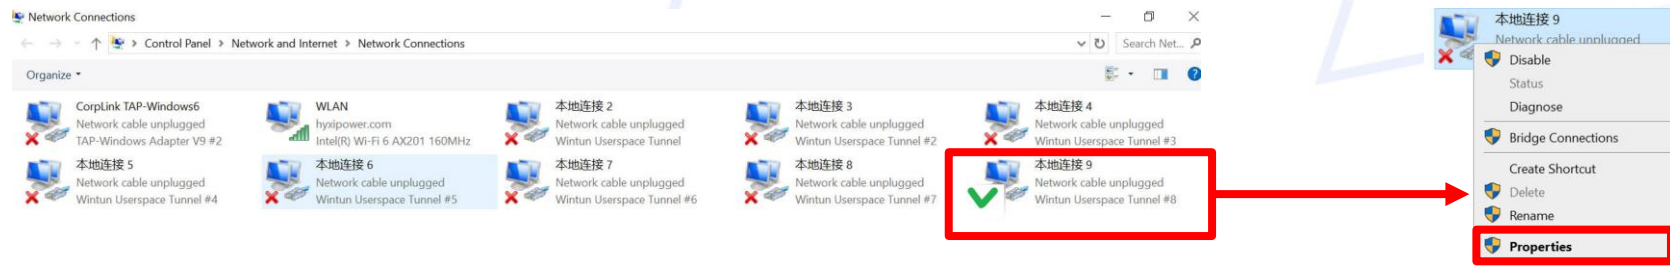 Network Connections
Control Panel > Network and Internet > Network Connections
Search Net...
Organize
CorpLink TAP-Windows6
Network cable unplugged
TAP-Windows Adapter V9 #2
WLAN
hyxipower.com
Intel(R) Wi-Fi 6 AX201 160MHz
本地连接 2
Network cable unplugged
Wintun Userspace Tunnel
本地连接 3
Network cable unplugged
Wintun Userspace Tunnel #2
本地连接 4
Network cable unplugged
Wintun Userspace Tunnel #3
本地连接 5
Network cable unplugged
Wintun Userspace Tunnel #4
本地连接 6
Network cable unplugged
Wintun Userspace Tunnel #5
本地连接 7
Network cable unplugged
Wintun Userspace Tunnel #6
本地连接 8
Network cable unplugged
Wintun Userspace Tunnel #7
本地连接 9
Network cable unplugged
Wintun Userspace Tunnel #8
本地连接 9
Network cable unplugged
Disable
Status
Diagnose
Bridge Connections
Create Shortcut
Delete
Rename
Properties